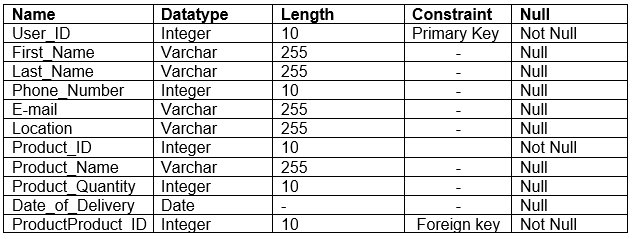 Name Datatype Length Constraint Null
User_ID Integer 10 Primary Key Not Null
First_Name Varchar 255 - Null
Last_Name Varchar 255 - Null
Phone_Number Integer 10 - Null
E-mail Varchar 255 - Null
Location Varchar 255 - Null
Product_ID Integer 10 Not Null
Product_Name Varchar 255 - Null
Product_Quantity Integer 10 - Null
Date_of_Delivery Date - - Null
ProductProduct_ID Integer 10 Foreign key Not Null